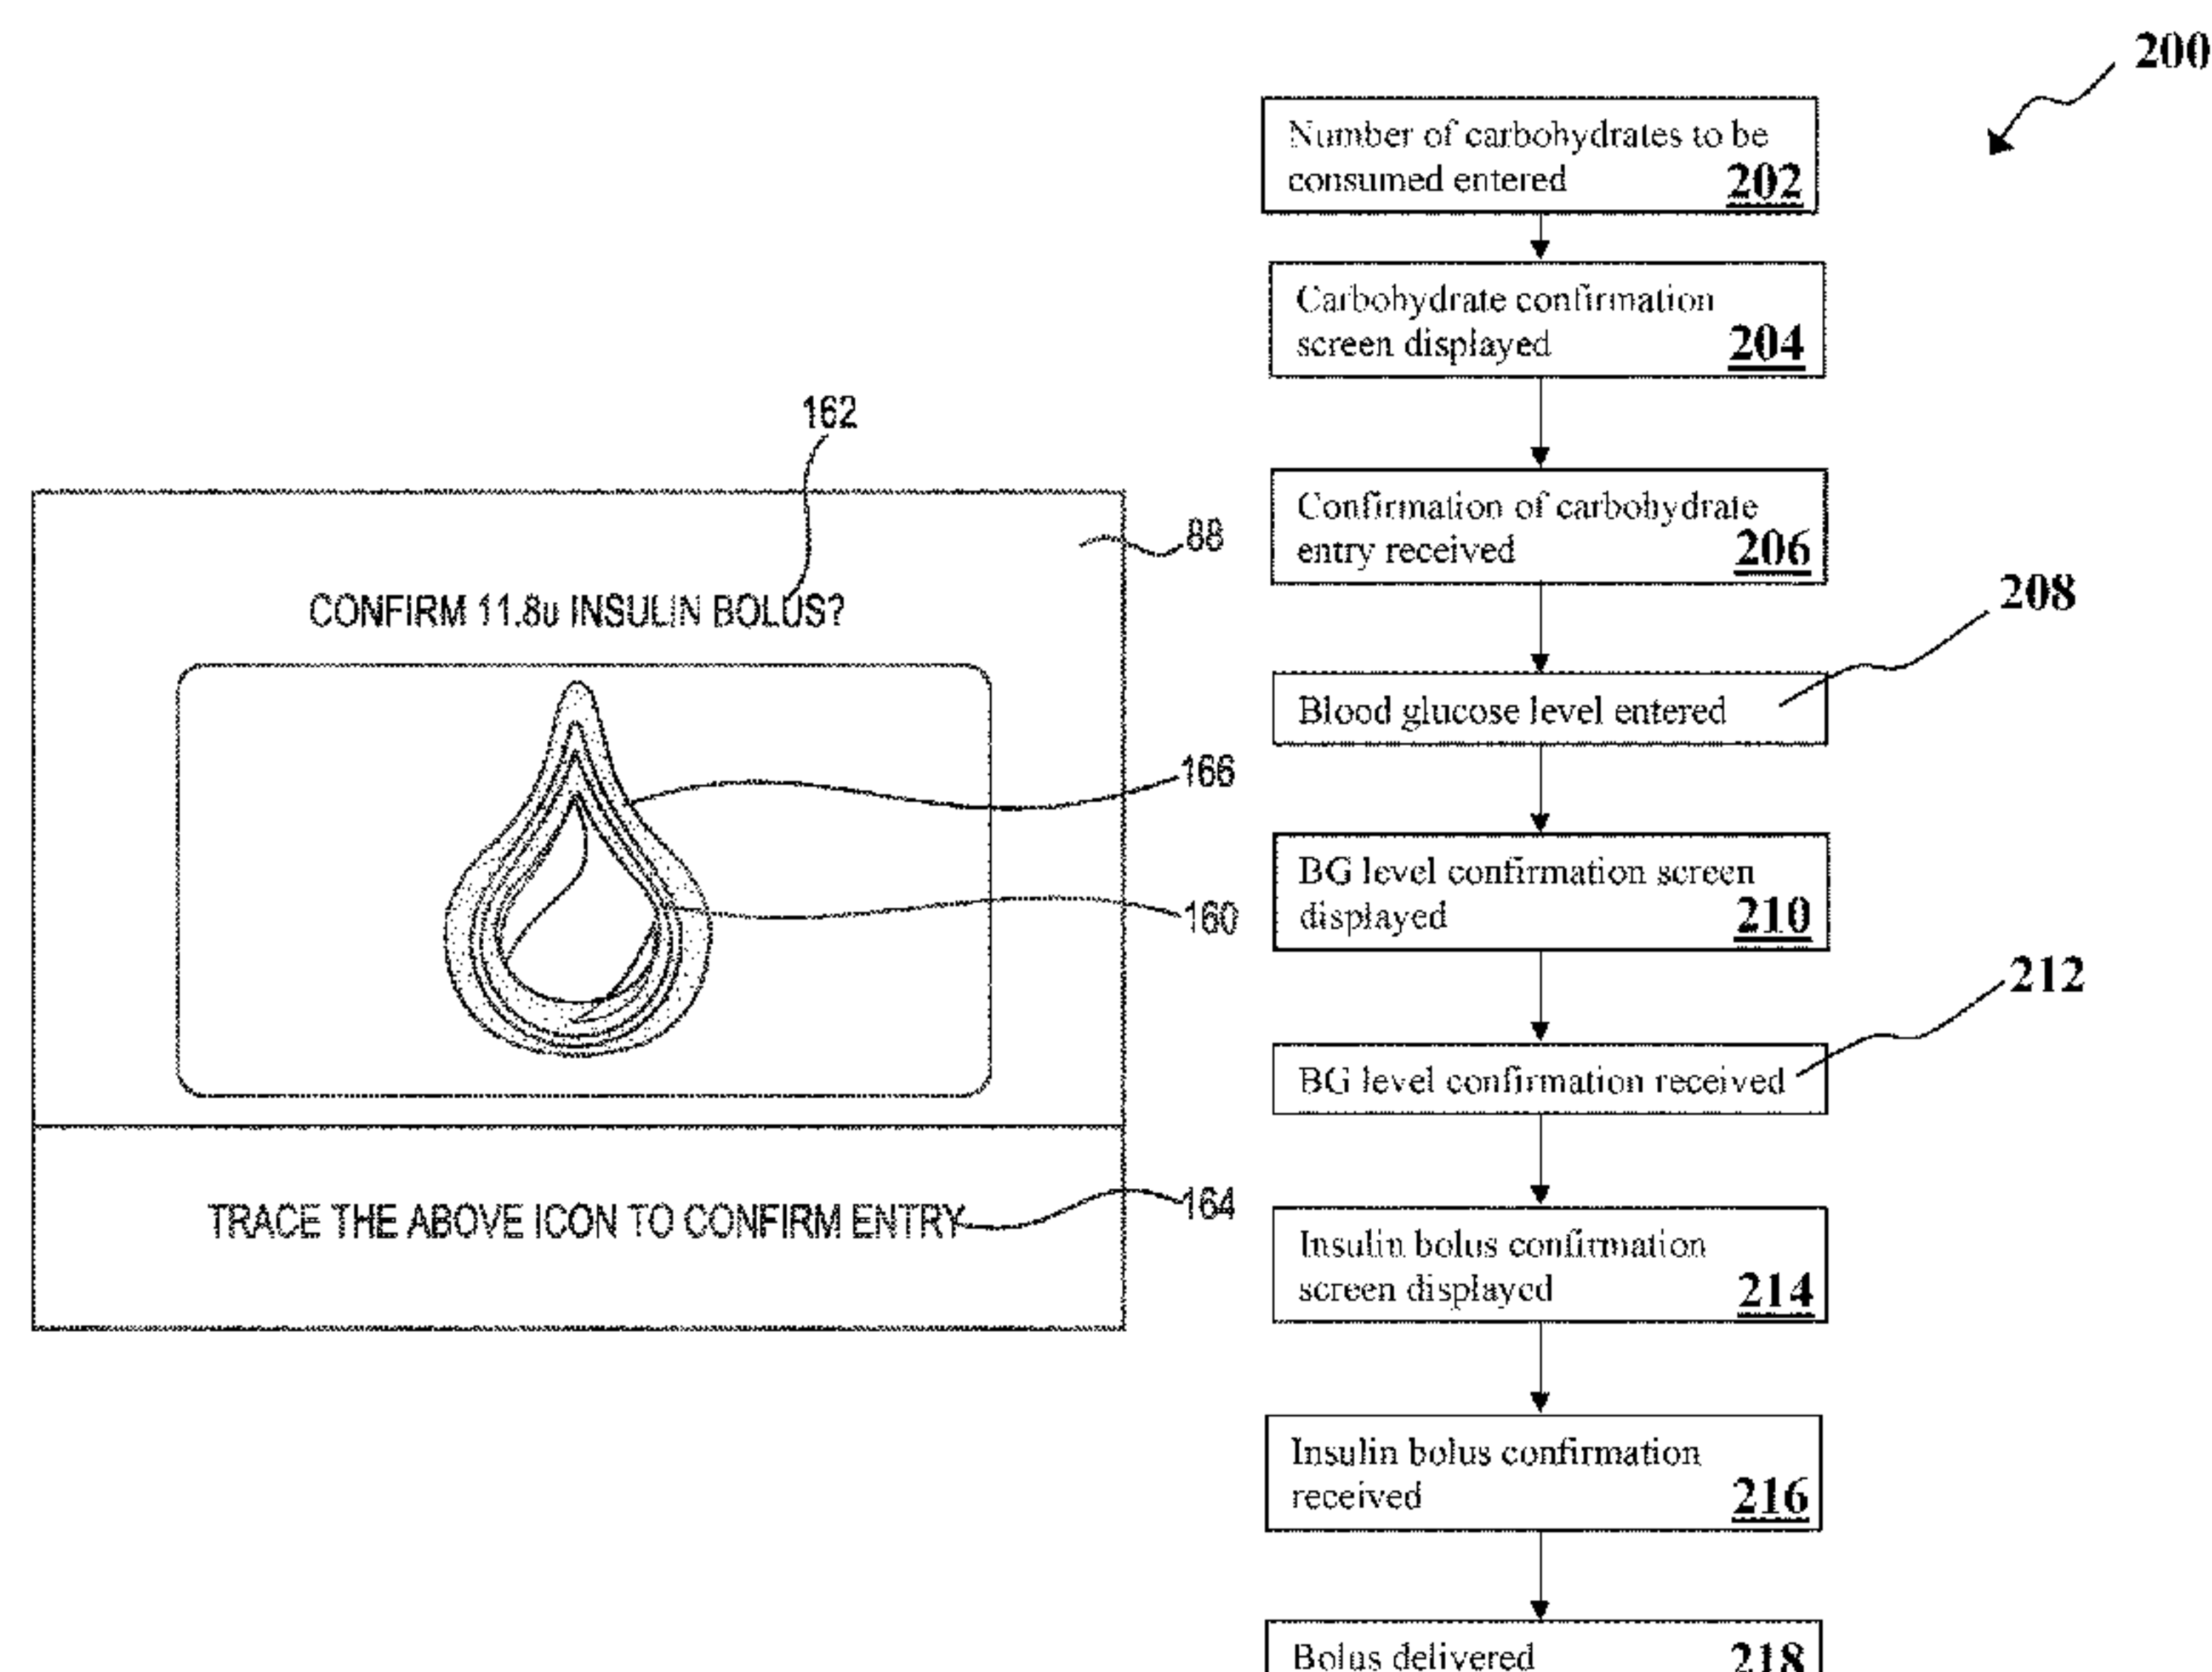 162
88
CONFIRM 11.8u INSULIN BOLUS?
166
160
TRACE THE ABOVE ICON TO CONFIRM ENTRY
164
200
Number of carbohydrates to be
consumed entered 202
Carbohydrate confirmation
screen displayed 204
Confirmation of carbohydrate
entry received 206
208
Blood glucose level entered
BG level confirmation screen
displayed 210
212
BG level confirmation received
Insulin bolus confirmation
screen displayed 214
Insulin bolus confirmation
received 216
Bolus delivered 218